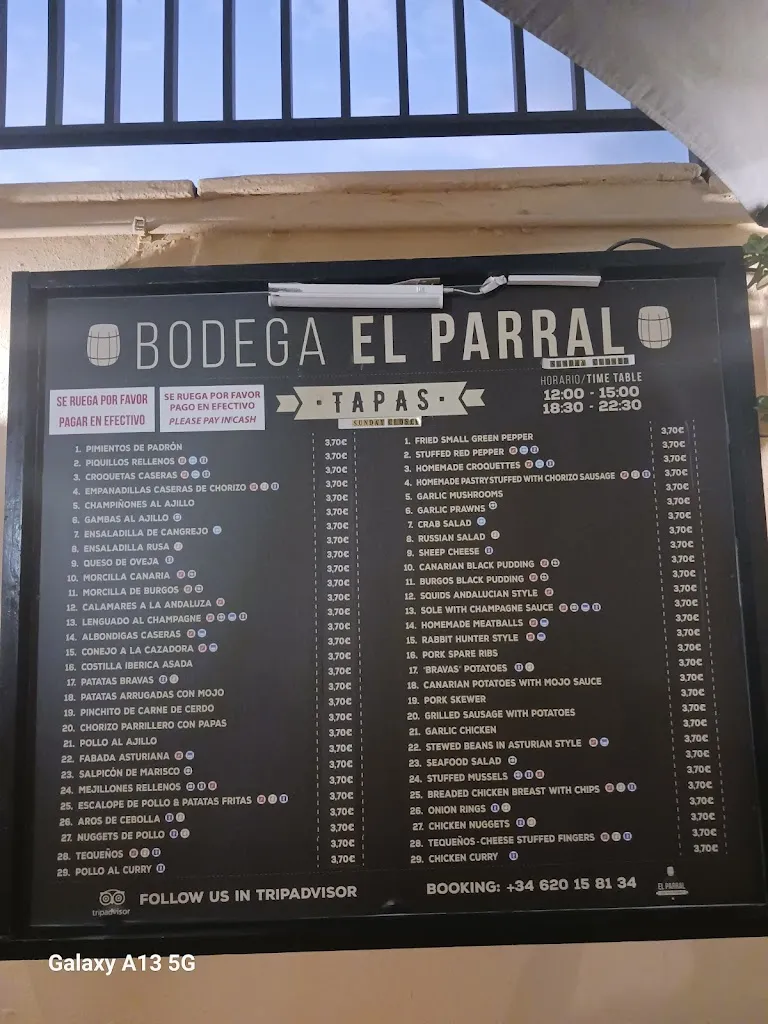 BODEGA EL PARRAL
SUNDAY CLOSED
SE RUEGA POR FAVOR
PAGAR EN EFECTIVO
SE RUEGA POR FAVOR
PAGO EN EFECTIVO
PLEASE PAY INCASH
· TAPAS ·
SUNDAY CLOSED
HORARIO/TIME TABLE
12:00 - 15:00
18:30 - 22:30
1. PIMIENTOS DE PADRÓN 3,70€
2. PIQUILLOS RELLENOS 3,70€
3. CROQUETAS CASERAS 3,70€
4. EMPANADILLAS CASERAS DE CHORIZO 3,70€
5. CHAMPIÑONES AL AJILLO 3,70€
6. GAMBAS AL AJILLO 3,70€
7. ENSALADILLA DE CANGREJO 3,70€
8. ENSALADILLA RUSA 3,70€
9. QUESO DE OVEJA 3,70€
10. MORCILLA CANARIA 3,70€
11. MORCILLA DE BURGOS 3,70€
12. CALAMARES A LA ANDALUZA 3,70€
13. LENGUADO AL CHAMPAGNE 3,70€
14. ALBONDIGAS CASERAS 3,70€
15. CONEJO A LA CAZADORA 3,70€
16. COSTILLA IBERICA ASADA 3,70€
17. PATATAS BRAVAS 3,70€
18. PATATAS ARRUGADAS CON MOJO 3,70€
19. PINCHITO DE CARNE DE CERDO 3,70€
20. CHORIZO PARRILLERO CON PAPAS 3,70€
21. POLLO AL AJILLO 3,70€
22. FABADA ASTURIANA 3,70€
23. SALPICÓN DE MARISCO 3,70€
24. MEJILLONES RELLENOS 3,70€
25. ESCALOPE DE POLLO & PATATAS FRITAS 3,70€
26. AROS DE CEBOLLA 3,70€
27. NUGGETS DE POLLO 3,70€
28. TEQUEÑOS 3,70€
29. POLLO AL CURRY 3,70€
1. FRIED SMALL GREEN PEPPER 3,70€
2. STUFFED RED PEPPER 3,70€
3. HOMEMADE CROQUETTES 3,70€
4. HOMEMADE PASTRY STUFFED WITH CHORIZO SAUSAGE 3,70€
5. GARLIC MUSHROOMS 3,70€
6. GARLIC PRAWNS 3,70€
7. CRAB SALAD 3,70€
8. RUSSIAN SALAD 3,70€
9. SHEEP CHEESE 3,70€
10. CANARIAN BLACK PUDDING 3,70€
11. BURGOS BLACK PUDDING 3,70€
12. SQUIDS ANDALUCIAN STYLE 3,70€
13. SOLE WITH CHAMPAGNE SAUCE 3,70€
14. HOMEMADE MEATBALLS 3,70€
15. RABBIT HUNTER STYLE 3,70€
16. PORK SPARE RIBS 3,70€
17. 'BRAVAS' POTATOES 3,70€
18. CANARIAN POTATOES WITH MOJO SAUCE 3,70€
19. PORK SKEWER 3,70€
20. GRILLED SAUSAGE WITH POTATOES 3,70€
21. GARLIC CHICKEN 3,70€
22. STEWED BEANS IN ASTURIAN STYLE 3,70€
23. SEAFOOD SALAD 3,70€
24. STUFFED MUSSELS 3,70€
25. BREADED CHICKEN BREAST WITH CHIPS 3,70€
26. ONION RINGS 3,70€
27. CHICKEN NUGGETS 3,70€
28. TEQUEÑOS - CHEESE STUFFED FINGERS 3,70€
29. CHICKEN CURRY 3,70€
tripadvisor
FOLLOW US IN TRIPADVISOR
BOOKING: +34 620 15 81 34
EL PARRAL
Galaxy A13 5G